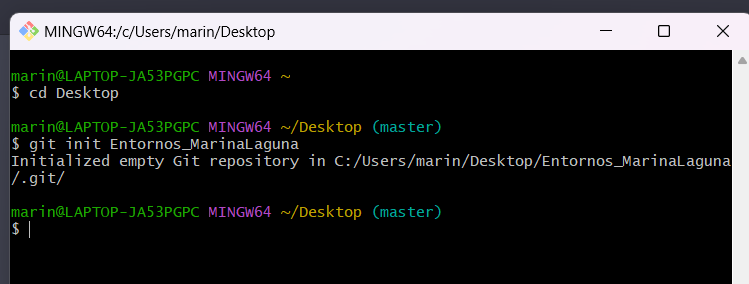 MINGW64:/c/Users/marin/Desktop
marin@LAPTOP-JA53PGPC MINGW64 ~
$ cd Desktop
marin@LAPTOP-JA53PGPC MINGW64 ~/Desktop (master)
$ git init Entornos_MarinaLaguna
Initialized empty Git repository in C:/Users/marin/Desktop/Entornos_MarinaLaguna
/.git/
marin@LAPTOP-JA53PGPC MINGW64 ~/Desktop (master)
$